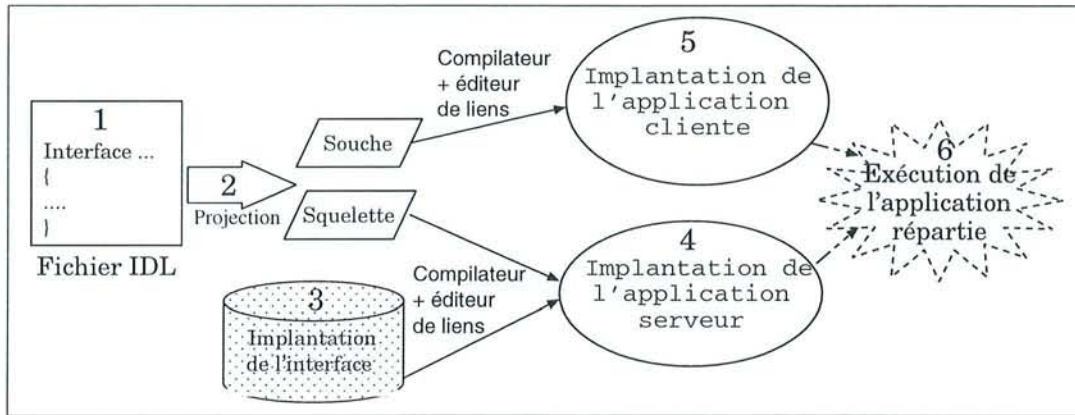 1
Interface ...
{
....
}
Fichier IDL
2
Projection
Souche
Squelette
3
Implantation
de l'interface
Compilateur
+ éditeur
de liens
Compilateur
+ éditeur
de liens
5
Implantation de
l'application
cliente
4
Implantation de
l'application
serveur
6
Exécution de
l'application
répartie